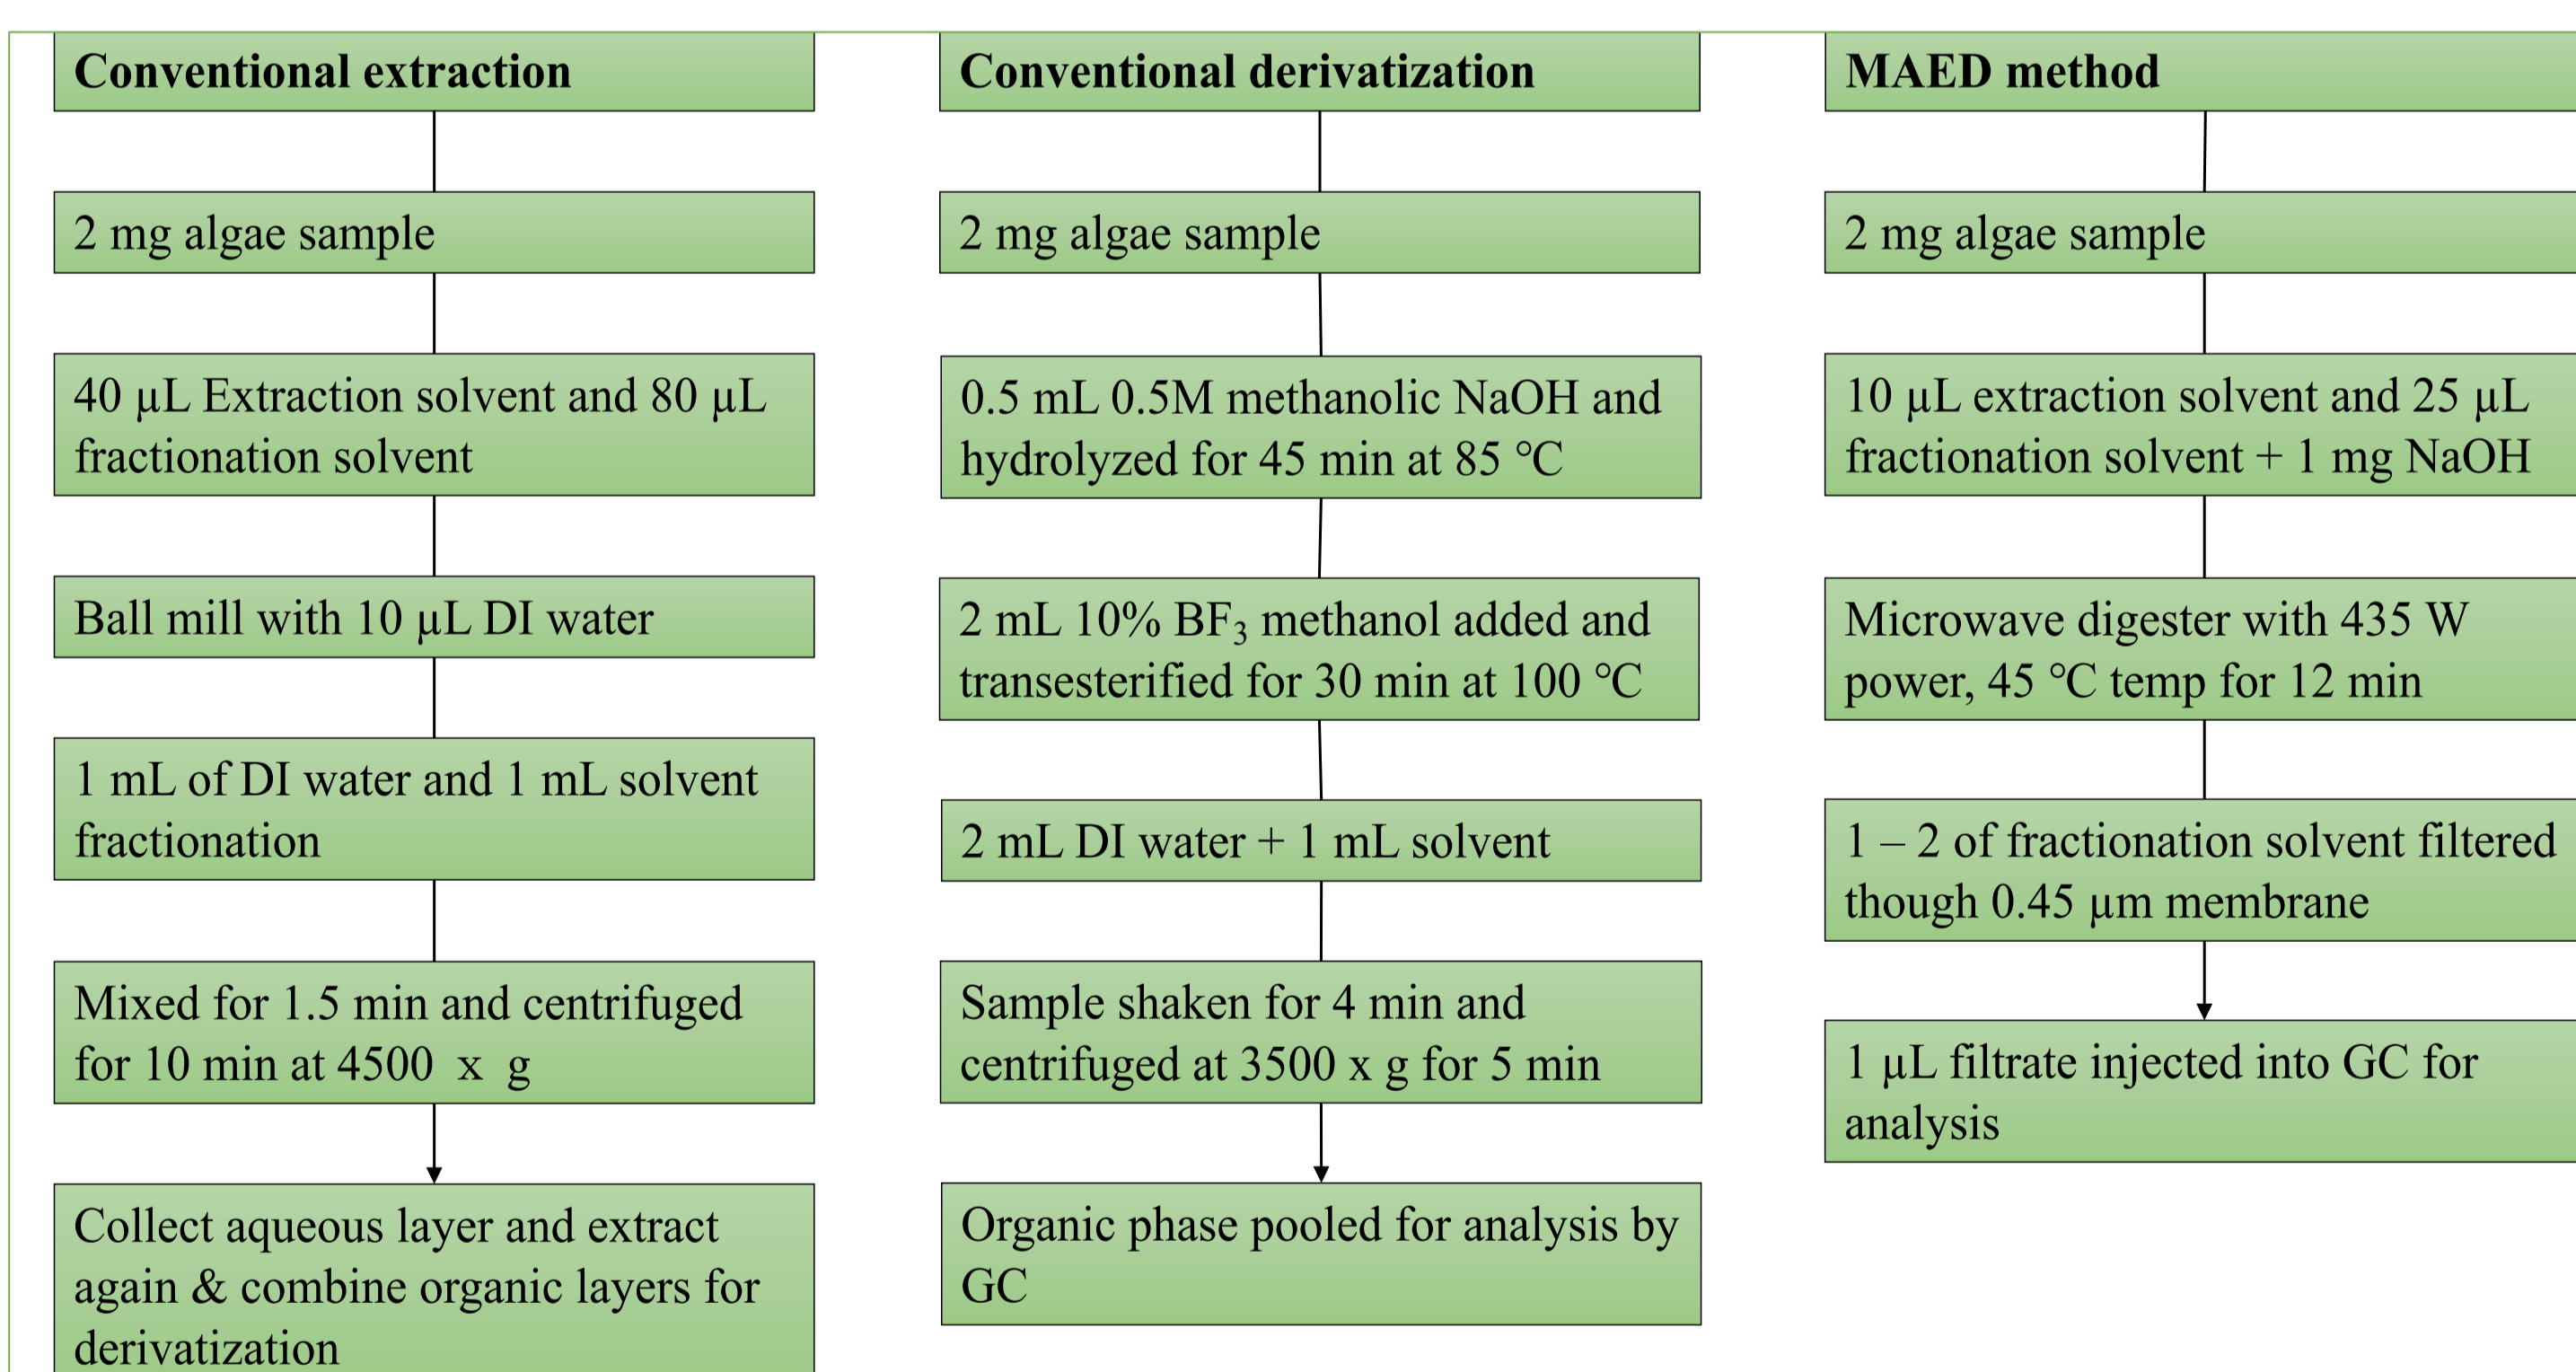 Conventional extraction
2 mg algae sample
40 µL Extraction solvent and 80 µL
fractionation solvent
Ball mill with 10 µL DI water
1 mL of DI water and 1 mL solvent
fractionation
Mixed for 1.5 min and centrifuged
for 10 min at 4500 x g
Collect aqueous layer and extract
again & combine organic layers for
derivatization
Conventional derivatization
2 mg algae sample
0.5 mL 0.5M methanolic NaOH and
hydrolyzed for 45 min at 85 ℃
2 mL 10% BF₃ methanol added and
transesterified for 30 min at 100 ℃
2 mL DI water + 1 mL solvent
Sample shaken for 4 min and
centrifuged at 3500 x g for 5 min
Organic phase pooled for analysis by
GC
MAED method
2 mg algae sample
10 µL extraction solvent and 25 µL
fractionation solvent + 1 mg NaOH
Microwave digester with 435 W
power, 45 ℃ temp for 12 min
1 – 2 of fractionation solvent filtered
though 0.45 µm membrane
1 µL filtrate injected into GC for
analysis